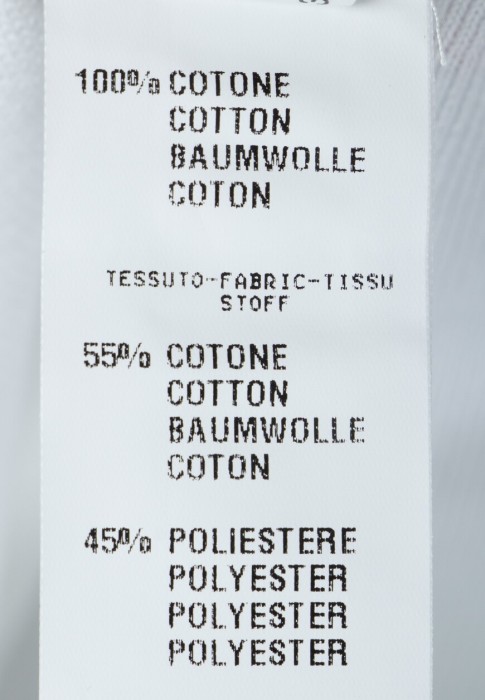 100% COTONE
COTTON
BAUMWOLLE
COTON
TESSUTO-FABRIC-TISSU
STOFF
55% COTONE
COTTON
BAUMWOLLE
COTON
45% POLIESTERE
POLYESTER
POLYESTER
POLYESTER